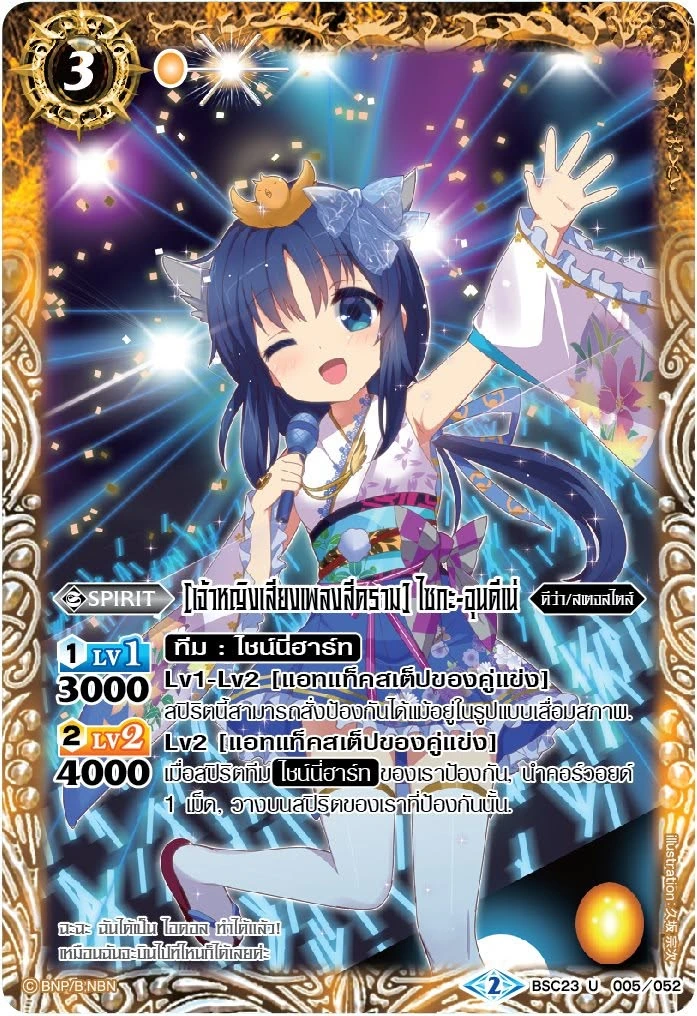 3
SPIRIT [เจ้าหญิงเสียงเพลงสีคราม] ไซกะ-อุนดีเน่ ดีว่า/สเตอสไตล์
1 LV1
3000
ทีม : ไชน์นี่ฮาร์ท
Lv1-Lv2 [แอทแท็คสเต็ปของคู่แข่ง]
สปิริตนี้สามารถสั่งป้องกันได้แม้อยู่ในรูปแบบเสื่อมสภาพ.
2 LV2
4000
Lv2 [แอทแท็คสเต็ปของคู่แข่ง]
เมื่อสปิริตทีม ไชน์นี่ฮาร์ท ของเราป้องกัน, นำคอร์วอยด์
1 เม็ด, วางบนสปิริตของเราที่ป้องกันนั้น.
illustration : 久坂 宗次
ฉะฉะ ฉันได้เป็น ไอดอล ทำได้แล้ว!
เหมือนฉันจะบินไปที่ไหนก็ได้เลยค่ะ
©BNP/B,NBN
2 BSC23 U 005/052